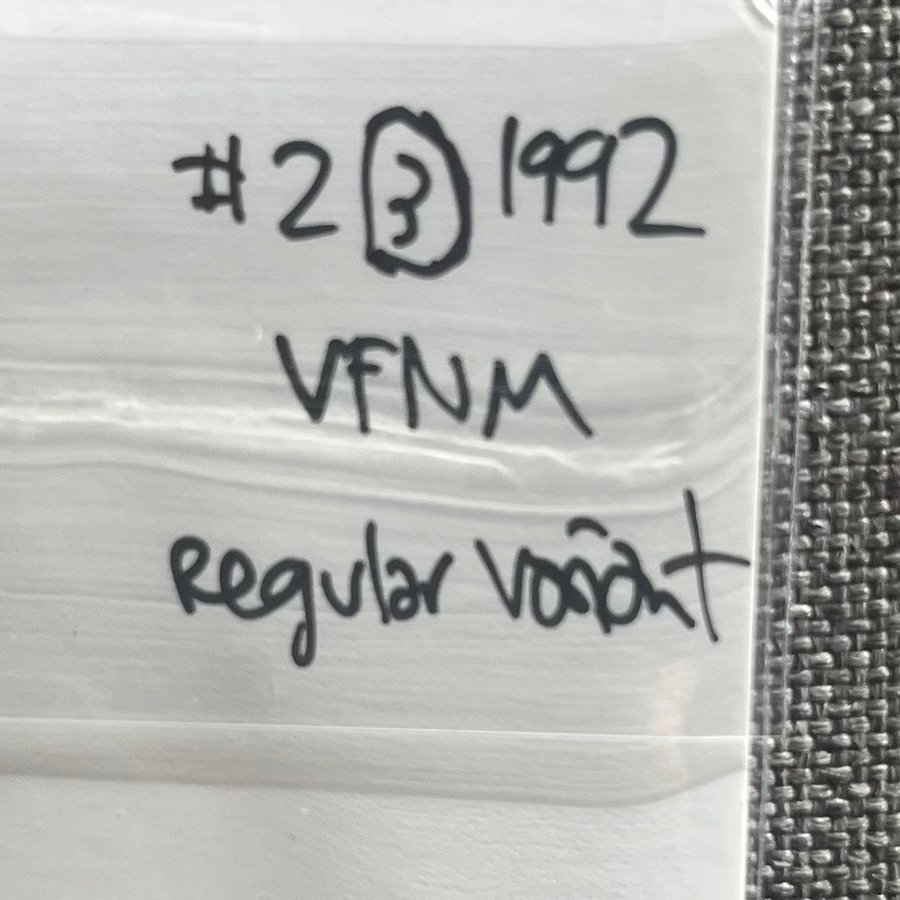 #2 3 1992
VFNM
Regular Variant